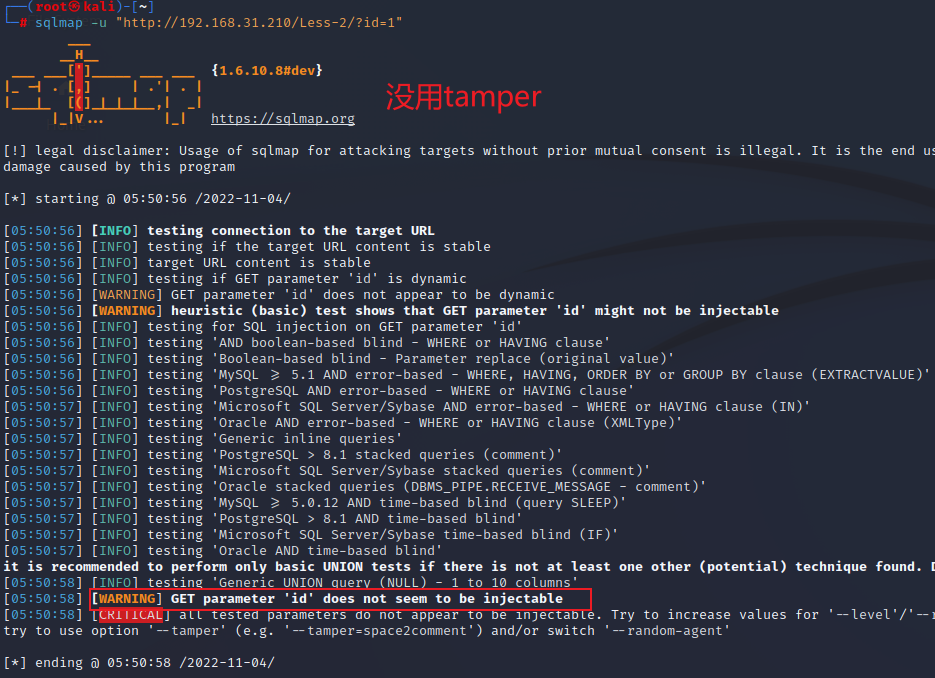 ┌──(root㉿kali)-[~]
└─# sqlmap -u "http://192.168.31.210/Less-2/?id=1"
{1.6.10.8#dev}
没用tamper
https://sqlmap.org
[!] legal disclaimer: Usage of sqlmap for attacking targets without prior mutual consent is illegal. It is the end us
damage caused by this program
[*] starting @ 05:50:56 /2022-11-04/
[05:50:56] [INFO] testing connection to the target URL
[05:50:56] [INFO] testing if the target URL content is stable
[05:50:56] [INFO] target URL content is stable
[05:50:56] [INFO] testing if GET parameter 'id' is dynamic
[05:50:56] [WARNING] GET parameter 'id' does not appear to be dynamic
[05:50:56] [WARNING] heuristic (basic) test shows that GET parameter 'id' might not be injectable
[05:50:56] [INFO] testing for SQL injection on GET parameter 'id'
[05:50:56] [INFO] testing 'AND boolean-based blind - WHERE or HAVING clause'
[05:50:56] [INFO] testing 'Boolean-based blind - Parameter replace (original value)'
[05:50:56] [INFO] testing 'MySQL ≥ 5.1 AND error-based - WHERE, HAVING, ORDER BY or GROUP BY clause (EXTRACTVALUE)'
[05:50:56] [INFO] testing 'PostgreSQL AND error-based - WHERE or HAVING clause'
[05:50:57] [INFO] testing 'Microsoft SQL Server/Sybase AND error-based - WHERE or HAVING clause (IN)'
[05:50:57] [INFO] testing 'Oracle AND error-based - WHERE or HAVING clause (XMLType)'
[05:50:57] [INFO] testing 'Generic inline queries'
[05:50:57] [INFO] testing 'PostgreSQL > 8.1 stacked queries (comment)'
[05:50:57] [INFO] testing 'Microsoft SQL Server/Sybase stacked queries (comment)'
[05:50:57] [INFO] testing 'Oracle stacked queries (DBMS_PIPE.RECEIVE_MESSAGE - comment)'
[05:50:57] [INFO] testing 'MySQL ≥ 5.0.12 AND time-based blind (query SLEEP)'
[05:50:57] [INFO] testing 'PostgreSQL > 8.1 AND time-based blind'
[05:50:57] [INFO] testing 'Microsoft SQL Server/Sybase time-based blind (IF)'
[05:50:57] [INFO] testing 'Oracle AND time-based blind'
it is recommended to perform only basic UNION tests if there is not at least one other (potential) technique found. D
[05:50:58] [INFO] testing 'Generic UNION query (NULL) - 1 to 10 columns'
[05:50:58] [WARNING] GET parameter 'id' does not seem to be injectable
[05:50:58] [CRITICAL] all tested parameters do not appear to be injectable. Try to increase values for '--level'/'--r
try to use option '--tamper' (e.g. '--tamper=space2comment') and/or switch '--random-agent'
[*] ending @ 05:50:58 /2022-11-04/